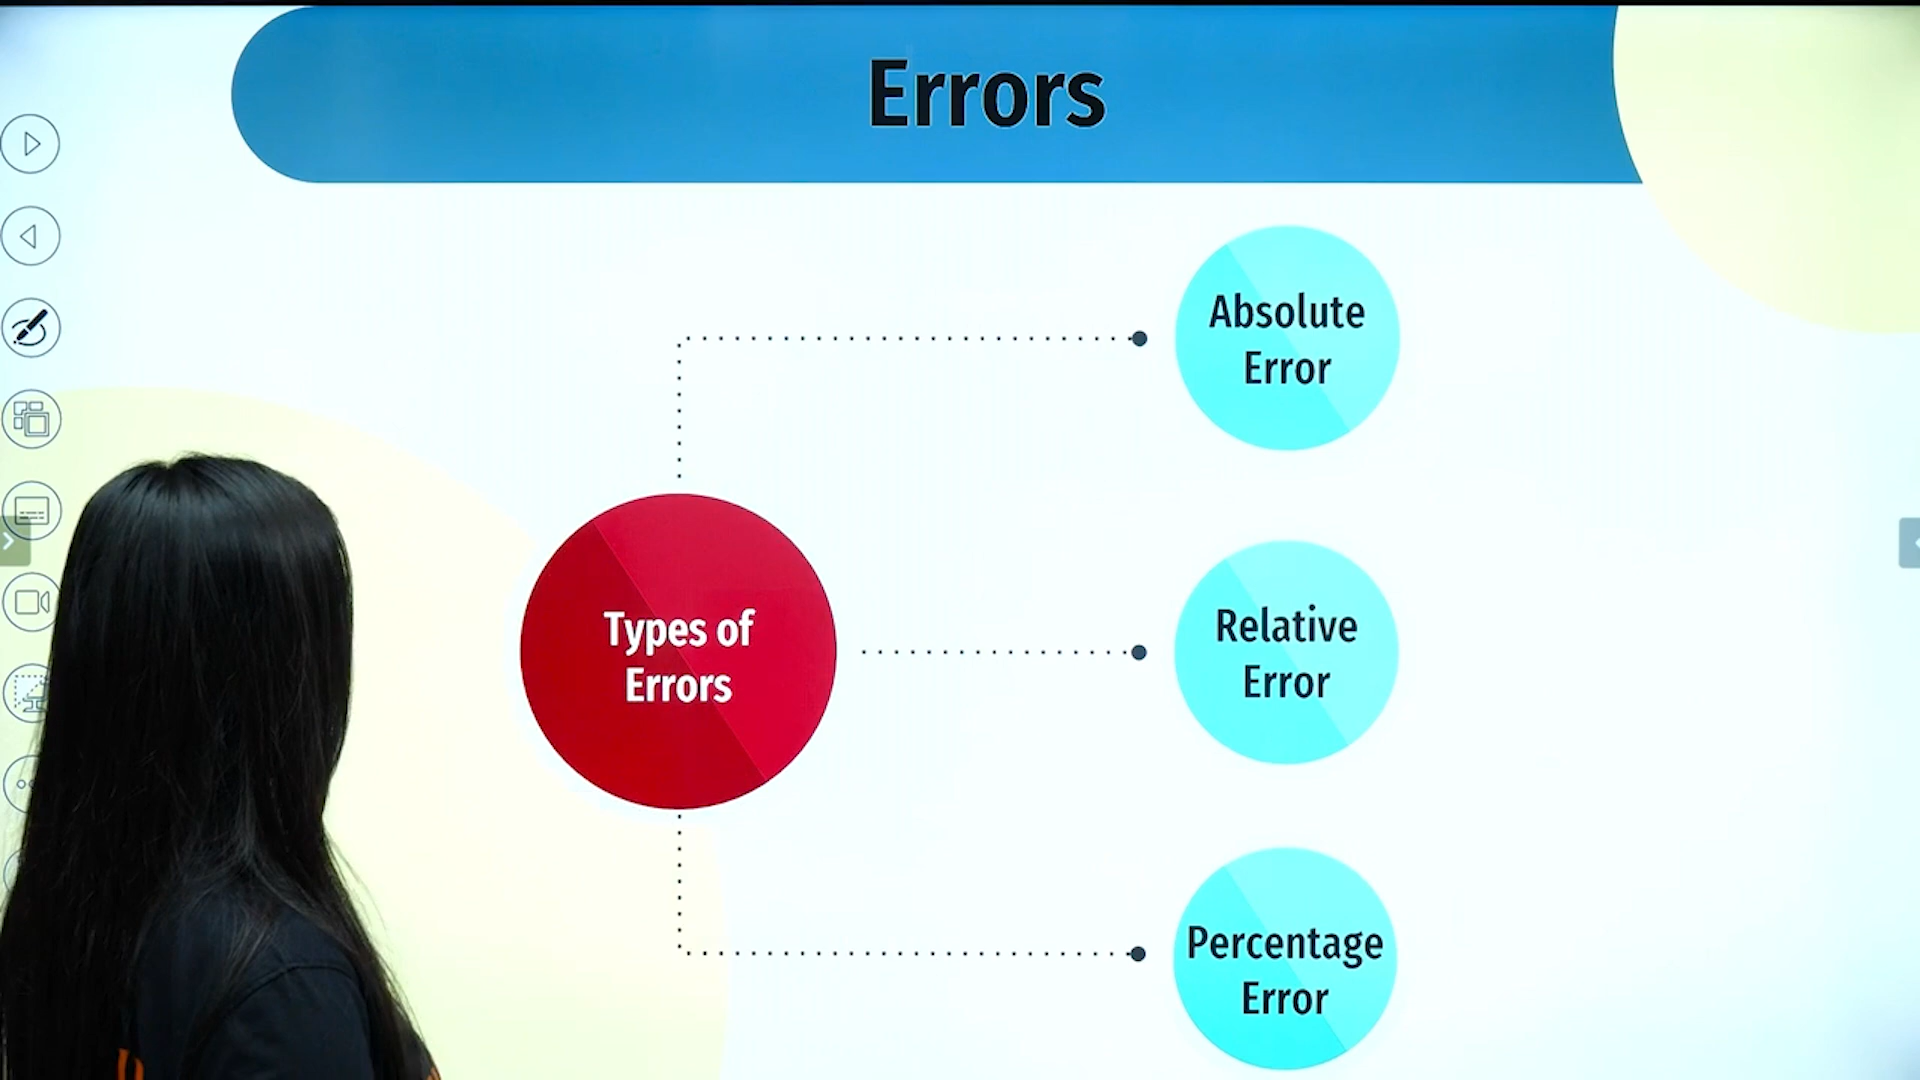 Errors
Absolute
Error
Types of
Errors
Relative
Error
Percentage
Error